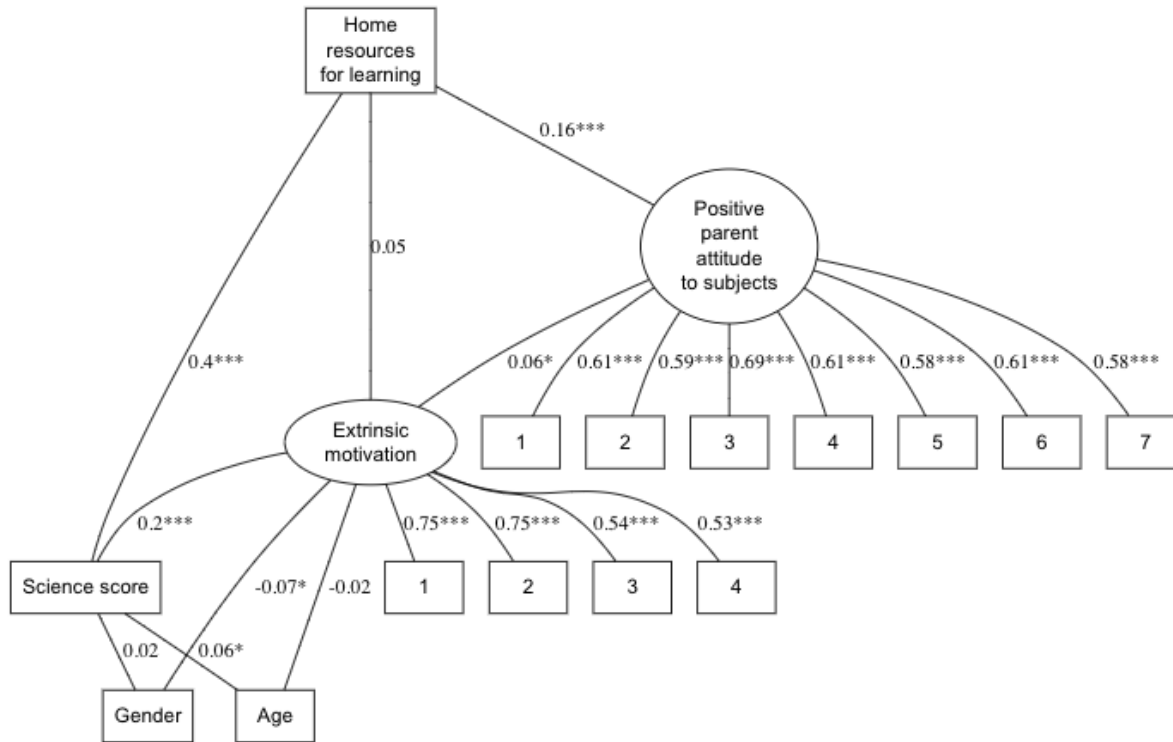 Home
resources
for learning
0.16***
Positive
parent
attitude
to subjects
0.05
0.4***
0.06*
0.61***
0.59***
0.69***
0.61***
0.58***
0.61***
0.58***
Extrinsic
motivation
1
2
3
4
5
6
7
0.2***
0.75***
0.75***
0.54***
0.53***
Science score
-0.07*
-0.02
1
2
3
4
0.02
0.06*
Gender
Age